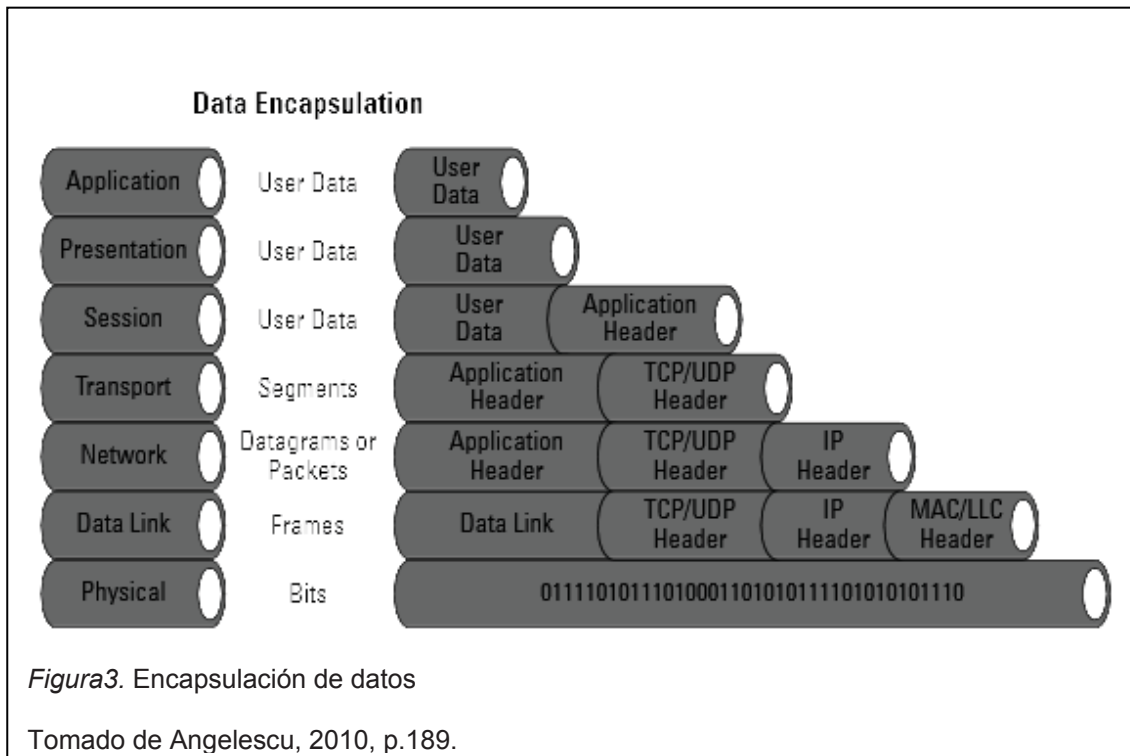 Data Encapsulation
Application User Data User
Data
Presentation User Data User
Data
Session User Data User Application
Data Header
Transport Segments Application TCP/UDP
Header Header
Network Datagrams or Application TCP/UDP IP
Packets Header Header Header
Data Link Frames Data Link TCP/UDP IP MAC/LLC
Header Header Header
Physical Bits 0111101011101000110101011110101010101110
Figura3. Encapsulación de datos
Tomado de Angelescu, 2010, p.189.